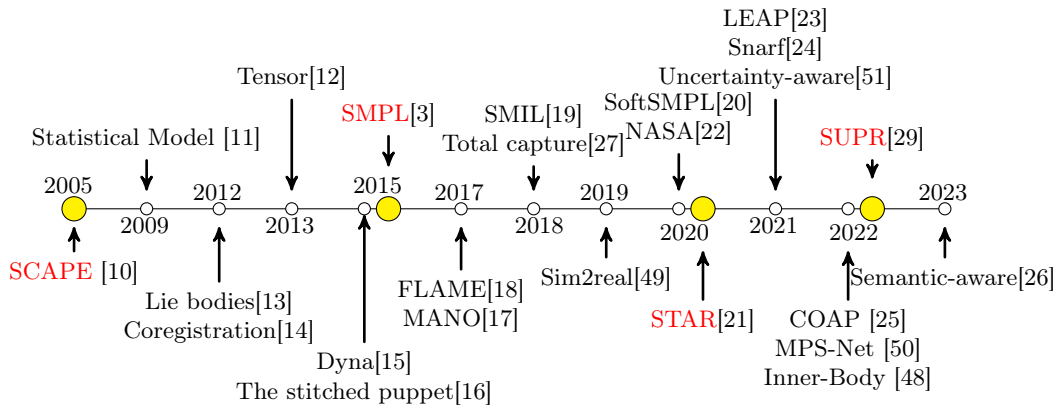 LEAP[23]
Snarf[24]
Tensor[12]
Uncertainty-aware[51]
SMPL[3]
SMIL[19]
SoftSMPL[20]
Statistical Model [11]
Total capture[27]
NASA[22]
SUPR[29]
2005
2012
2015
2017
2019
2023
2009
2013
2018
2020
2021
2022
SCAPE [10]
Lie bodies[13]
Coregistration[14]
FLAME[18]
MANO[17]
Sim2real[49]
Semantic-aware[26]
STAR[21]
COAP [25]
Dyna[15]
MPS-Net [50]
The stitched puppet[16]
Inner-Body [48]